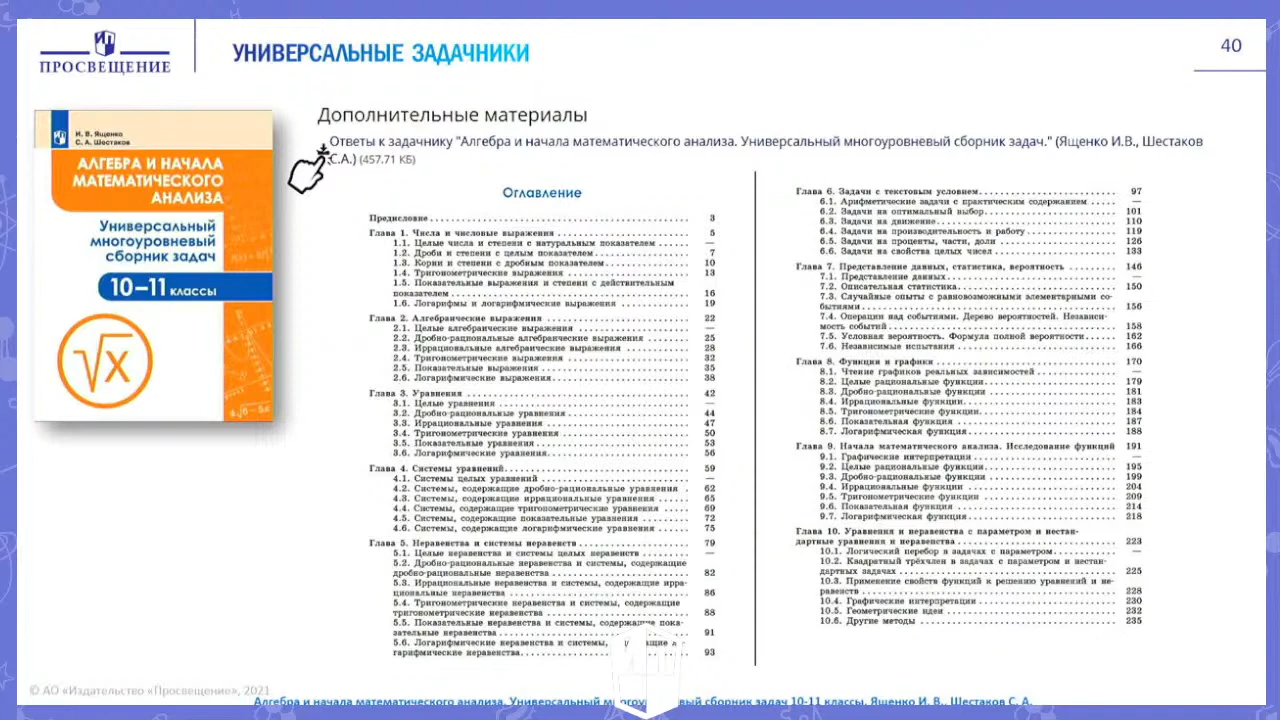 ПРОСВЕЩЕНИЕ
УНИВЕРСАЛЬНЫЕ ЗАДАЧНИКИ
40
И. В. Ященко
С. А. Шестаков
АЛГЕБРА И НАЧАЛА
МАТЕМАТИЧЕСКОГО
АНАЛИЗА
Универсальный
многоуровневый
сборник задач
10–11 классы
√x
Дополнительные материалы
Ответы к задачнику "Алгебра и начала математического анализа. Универсальный многоуровневый сборник задач." (Ященко И.В., Шестаков
С.А.) (457.71 КБ)
Оглавление
Предисловие 3
Глава 1. Числа и числовые выражения 5
1.1. Целые числа и степени с натуральным показателем —
1.2. Дроби и степени с целым показателем 7
1.3. Корни и степени с дробным показателем 10
1.4. Тригонометрические выражения 13
1.5. Показательные выражения и степени с действительным
показателем 16
1.6. Логарифмы и логарифмические выражения 19
Глава 2. Алгебраические выражения 22
2.1. Целые алгебраические выражения —
2.2. Дробно-рациональные алгебраические выражения 25
2.3. Иррациональные алгебраические выражения 28
2.4. Тригонометрические выражения 32
2.5. Показательные выражения 35
2.6. Логарифмические выражения 38
Глава 3. Уравнения 42
3.1. Целые уравнения —
3.2. Дробно-рациональные уравнения 44
3.3. Иррациональные уравнения 47
3.4. Тригонометрические уравнения 50
3.5. Показательные уравнения 53
3.6. Логарифмические уравнения 56
Глава 4. Системы уравнений 59
4.1. Системы целых уравнений —
4.2. Системы, содержащие дробно-рациональные уравнения 62
4.3. Системы, содержащие иррациональные уравнения 65
4.4. Системы, содержащие тригонометрические уравнения 69
4.5. Системы, содержащие показательные уравнения 72
4.6. Системы, содержащие логарифмические уравнения 75
Глава 5. Неравенства и системы неравенств 79
5.1. Целые неравенства и системы целых неравенств —
5.2. Дробно-рациональные неравенства и системы, содержащие
дробно-рациональные неравенства 82
5.3. Иррациональные неравенства и системы, содержащие ирра-
циональные неравенства 86
5.4. Тригонометрические неравенства и системы, содержащие
тригонометрические неравенства 88
5.5. Показательные неравенства и системы, содержащие пока-
зательные неравенства 91
5.6. Логарифмические неравенства и системы,
гарифмические неравенства 93
Глава 6. Задачи с текстовым условием 97
6.1. Арифметические задачи с практическим содержанием —
6.2. Задачи на оптимальный выбор 101
6.3. Задачи на движение 110
6.4. Задачи на производительность и работу 119
6.5. Задачи на проценты, части, доли 126
6.6. Задачи на свойства целых чисел 133
Глава 7. Представление данных, статистика, вероятность 146
7.1. Представление данных —
7.2. Описательная статистика 150
7.3. Случайные опыты с равновозможными элементарными со-
бытиями 156
7.4. Операции над событиями. Дерево вероятностей. Независи-
мость событий 158
7.5. Условная вероятность. Формула полной вероятности 162
7.6. Независимые испытания 166
Глава 8. Функции и графики 170
8.1. Чтение графиков реальных зависимостей —
8.2. Целые рациональные функции 179
8.3. Дробно-рациональные функции 181
8.4. Иррациональные функции 183
8.5. Тригонометрические функции 184
8.6. Показательная функция 187
8.7. Логарифмическая функция 188
Глава 9. Начала математического анализа. Исследование функций 191
9.1. Графические интерпретации —
9.2. Целые рациональные функции 195
9.3. Дробно-рациональные функции 199
9.4. Иррациональные функции 204
9.5. Тригонометрические функции 209
9.6. Показательная функция 214
9.7. Логарифмическая функция 218
Глава 10. Уравнения и неравенства с параметром и нестан-
дартные уравнения и неравенства 223
10.1. Логический перебор в задачах с параметром —
10.2. Квадратный трёхчлен в задачах с параметром и нестан-
дартных задачах 225
10.3. Применение свойств функций к решению уравнений и не-
равенств 228
10.4. Графические интерпретации 230
10.5. Геометрические идеи 232
10.6. Другие методы 235
© АО «Издательство «Просвещение», 2021
Алгебра и начала математического анализа. Универсальный сборник задач 10-11 классы. Ященко И. В., Шестаков С. А.